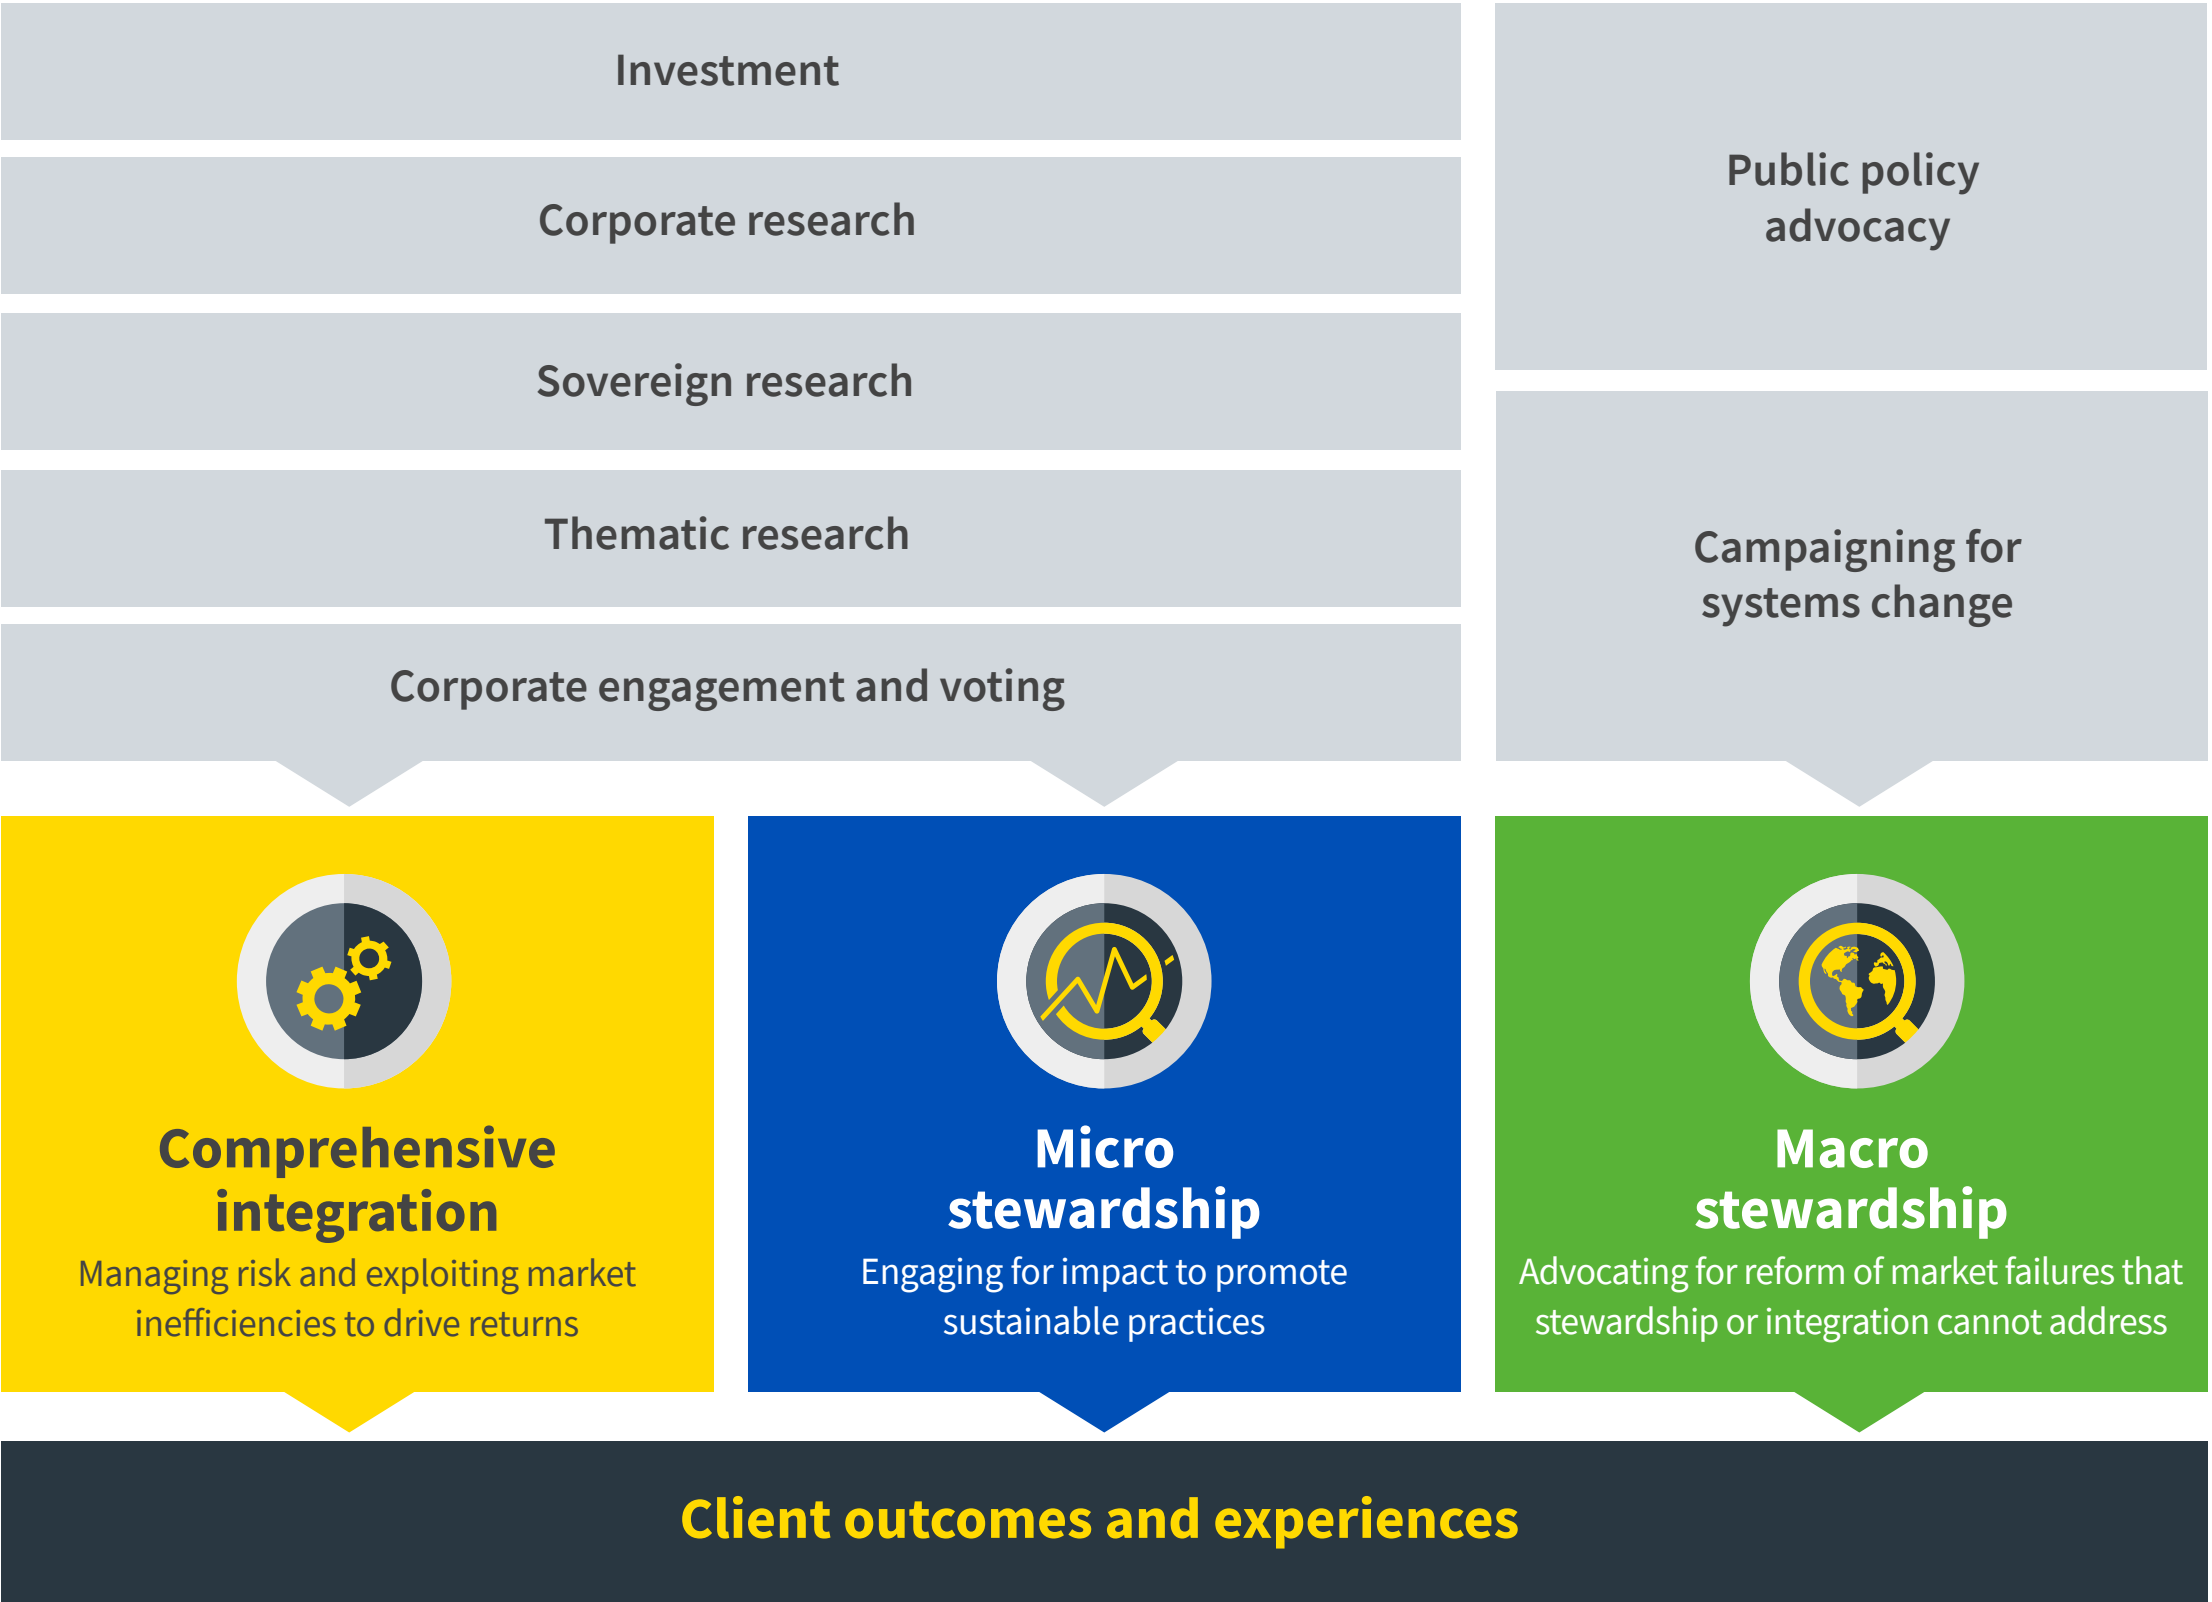 Investment
Corporate research
Sovereign research
Thematic research
Corporate engagement and voting
Public policy
advocacy
Campaigning for
systems change
Comprehensive
integration
Managing risk and exploiting market
inefficiencies to drive returns
Micro
stewardship
Engaging for impact to promote
sustainable practices
Macro
stewardship
Advocating for reform of market failures that
stewardship or integration cannot address
Client outcomes and experiences